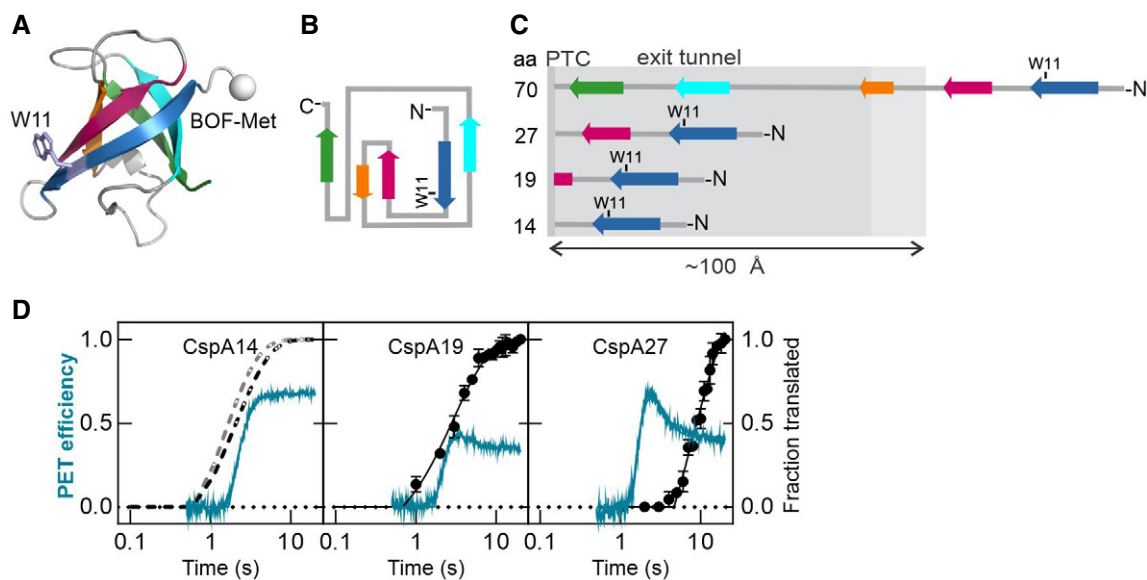 A
W11
BOF-Met
B
C-
N-
W11
C
aa
PTC
exit tunnel
70
W11
-N
27
W11
-N
19
W11
-N
14
W11
-N
~100 Å
D
PET efficiency
1.0
0.5
0.0
CspA14
CspA19
CspA27
1.0
0.5
0.0
Fraction translated
0.1 1 10
0.1 1 10
0.1 1 10
Time (s)
Time (s)
Time (s)